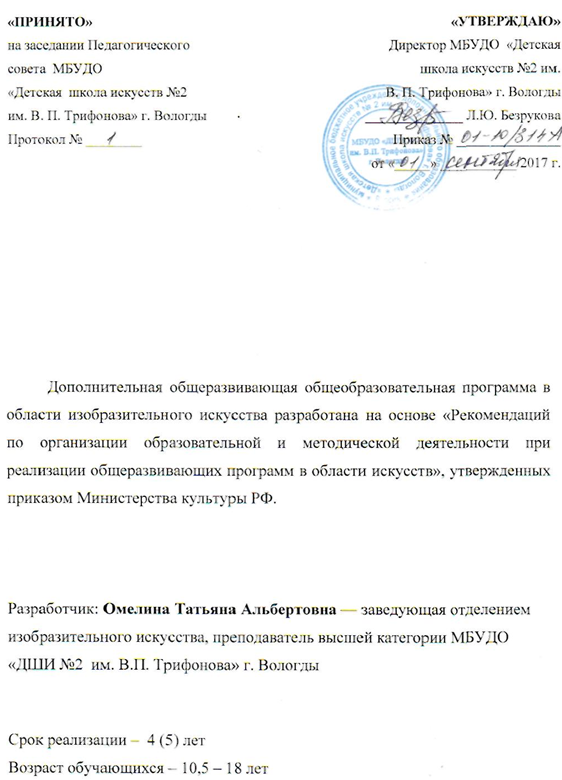 «ПРИНЯТО»
на заседании Педагогического
совета МБУДО
«Детская школа искусств №2
им. В. П. Трифонова» г. Вологды
Протокол № 1
«УТВЕРЖДАЮ»
Директор МБУДО «Детская
школа искусств №2 им.
В. П. Трифонова» г. Вологды
Л.Ю. Безрукова
Приказ № 01-10/314А
от « 01 » сентября 2017 г.
МБУДО
им. В.П. Трифонова»
Дополнительная общеразвивающая общеобразовательная программа в
области изобразительного искусства разработана на основе «Рекомендаций
по организации образовательной и методической деятельности при
реализации общеразвивающих программ в области искусств», утвержденных
приказом Министерства культуры РФ.
Разработчик: Омелина Татьяна Альбертовна — заведующая отделением
изобразительного искусства, преподаватель высшей категории МБУДО
«ДШИ №2 им. В.П. Трифонова» г. Вологды
Срок реализации – 4 (5) лет
Возраст обучающихся – 10,5 – 18 лет